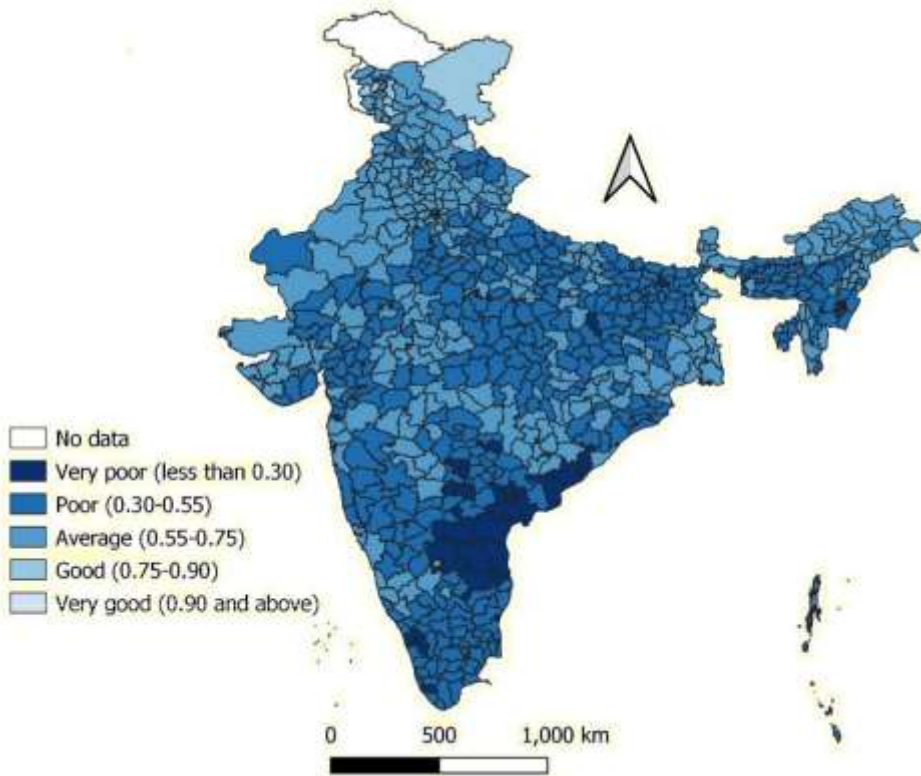 No data
Very poor (less than 0.30)
Poor (0.30-0.55)
Average (0.55-0.75)
Good (0.75-0.90)
Very good (0.90 and above)
0 500 1,000 km